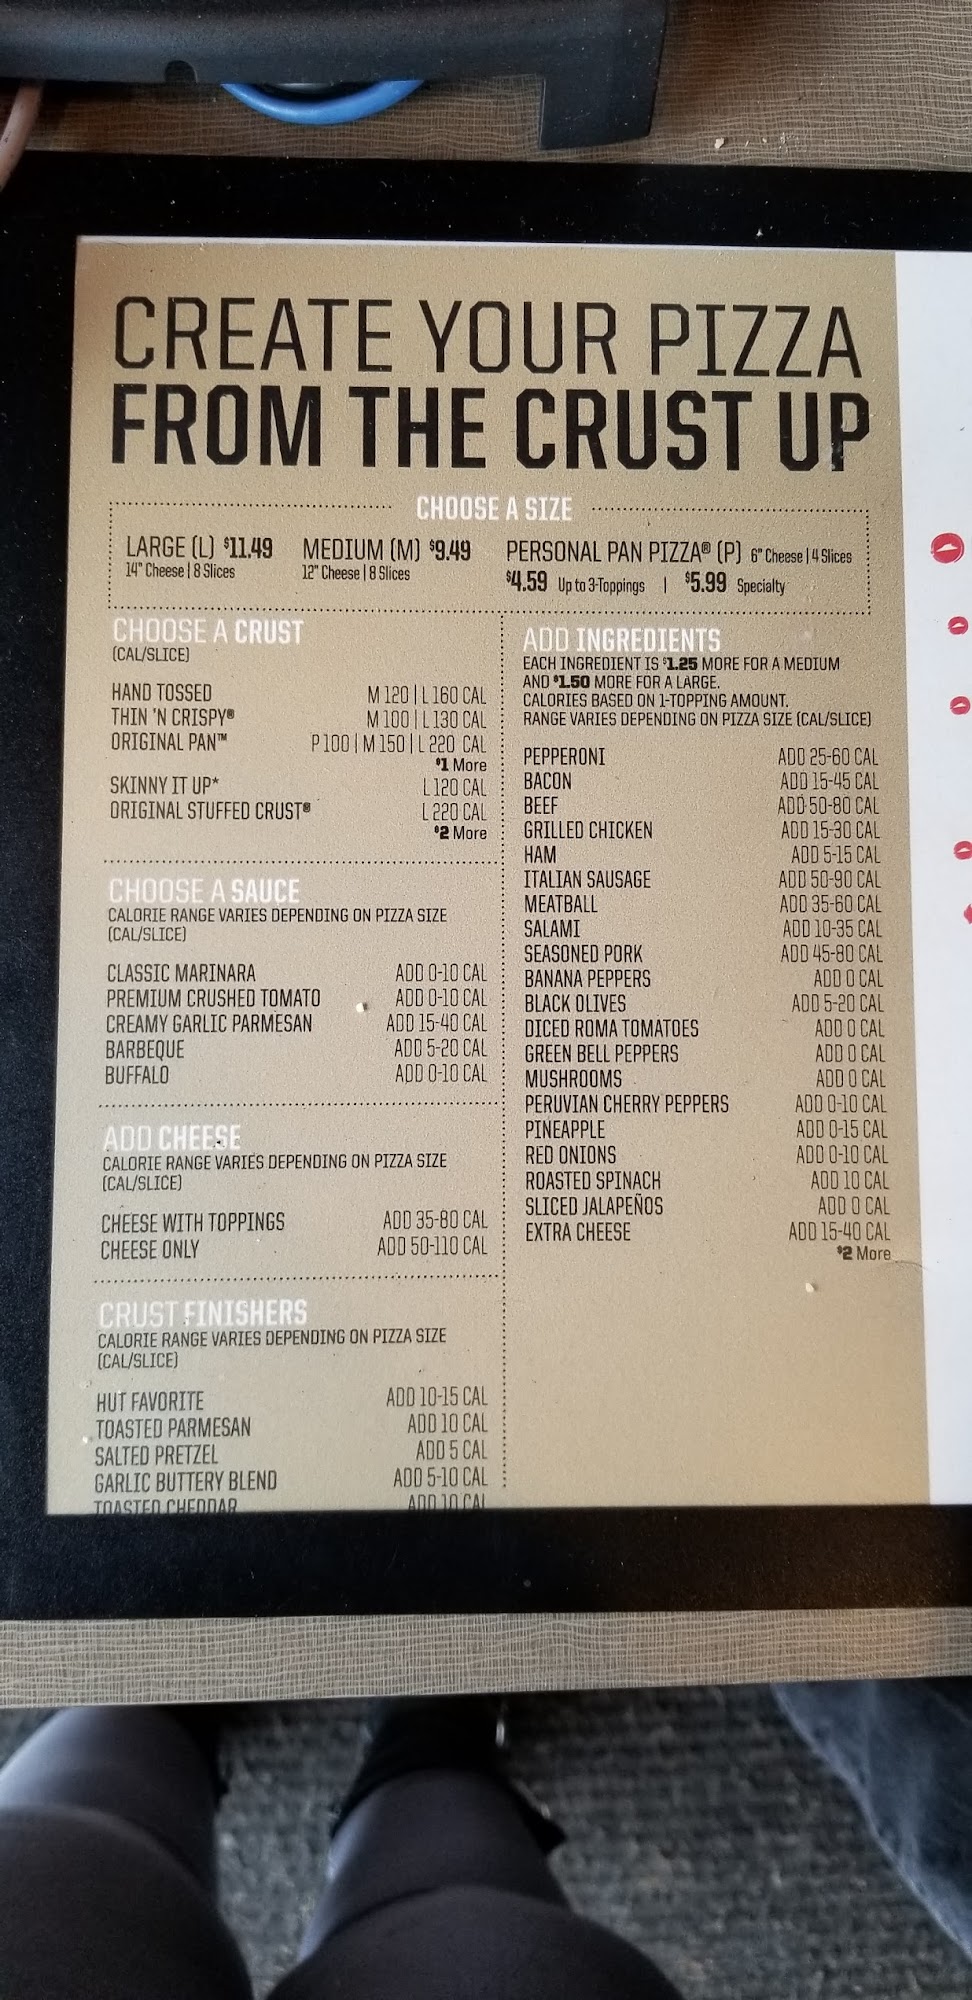 CREATE YOUR PIZZA
FROM THE CRUST UP
CHOOSE A SIZE
LARGE (L) $11.49
14" Cheese | 8 Slices
MEDIUM (M) $9.49
12" Cheese | 8 Slices
PERSONAL PAN PIZZA® (P) 6" Cheese | 4 Slices
$4.59 Up to 3-Toppings | $5.99 Specialty
CHOOSE A CRUST
(CAL/SLICE)
HAND TOSSED M 120 | L 160 CAL
THIN 'N CRISPY® M 100 | L 130 CAL
ORIGINAL PAN™ P 100 | M 150 | L 220 CAL
$1 More
SKINNY IT UP* L 120 CAL
ORIGINAL STUFFED CRUST® L 220 CAL
$2 More
CHOOSE A SAUCE
CALORIE RANGE VARIES DEPENDING ON PIZZA SIZE
(CAL/SLICE)
CLASSIC MARINARA ADD 0-10 CAL
PREMIUM CRUSHED TOMATO ADD 0-10 CAL
CREAMY GARLIC PARMESAN ADD 15-40 CAL
BARBEQUE ADD 5-20 CAL
BUFFALO ADD 0-10 CAL
ADD CHEESE
CALORIE RANGE VARIES DEPENDING ON PIZZA SIZE
(CAL/SLICE)
CHEESE WITH TOPPINGS ADD 35-80 CAL
CHEESE ONLY ADD 50-110 CAL
CRUST FINISHERS
CALORIE RANGE VARIES DEPENDING ON PIZZA SIZE
(CAL/SLICE)
HUT FAVORITE ADD 10-15 CAL
TOASTED PARMESAN ADD 10 CAL
SALTED PRETZEL ADD 5 CAL
GARLIC BUTTERY BLEND ADD 5-10 CAL
TOASTED CHEDDAR ADD 10 CAL
ADD INGREDIENTS
EACH INGREDIENT IS $1.25 MORE FOR A MEDIUM
AND $1.50 MORE FOR A LARGE.
CALORIES BASED ON 1-TOPPING AMOUNT.
RANGE VARIES DEPENDING ON PIZZA SIZE (CAL/SLICE)
PEPPERONI ADD 25-60 CAL
BACON ADD 15-45 CAL
BEEF ADD 50-80 CAL
GRILLED CHICKEN ADD 15-30 CAL
HAM ADD 5-15 CAL
ITALIAN SAUSAGE ADD 50-90 CAL
MEATBALL ADD 35-60 CAL
SALAMI ADD 10-35 CAL
SEASONED PORK ADD 45-80 CAL
BANANA PEPPERS ADD 0 CAL
BLACK OLIVES ADD 5-20 CAL
DICED ROMA TOMATOES ADD 0 CAL
GREEN BELL PEPPERS ADD 0 CAL
MUSHROOMS ADD 0 CAL
PERUVIAN CHERRY PEPPERS ADD 0-10 CAL
PINEAPPLE ADD 0-15 CAL
RED ONIONS ADD 0-10 CAL
ROASTED SPINACH ADD 10 CAL
SLICED JALAPEÑOS ADD 0 CAL
EXTRA CHEESE ADD 15-40 CAL
$2 More